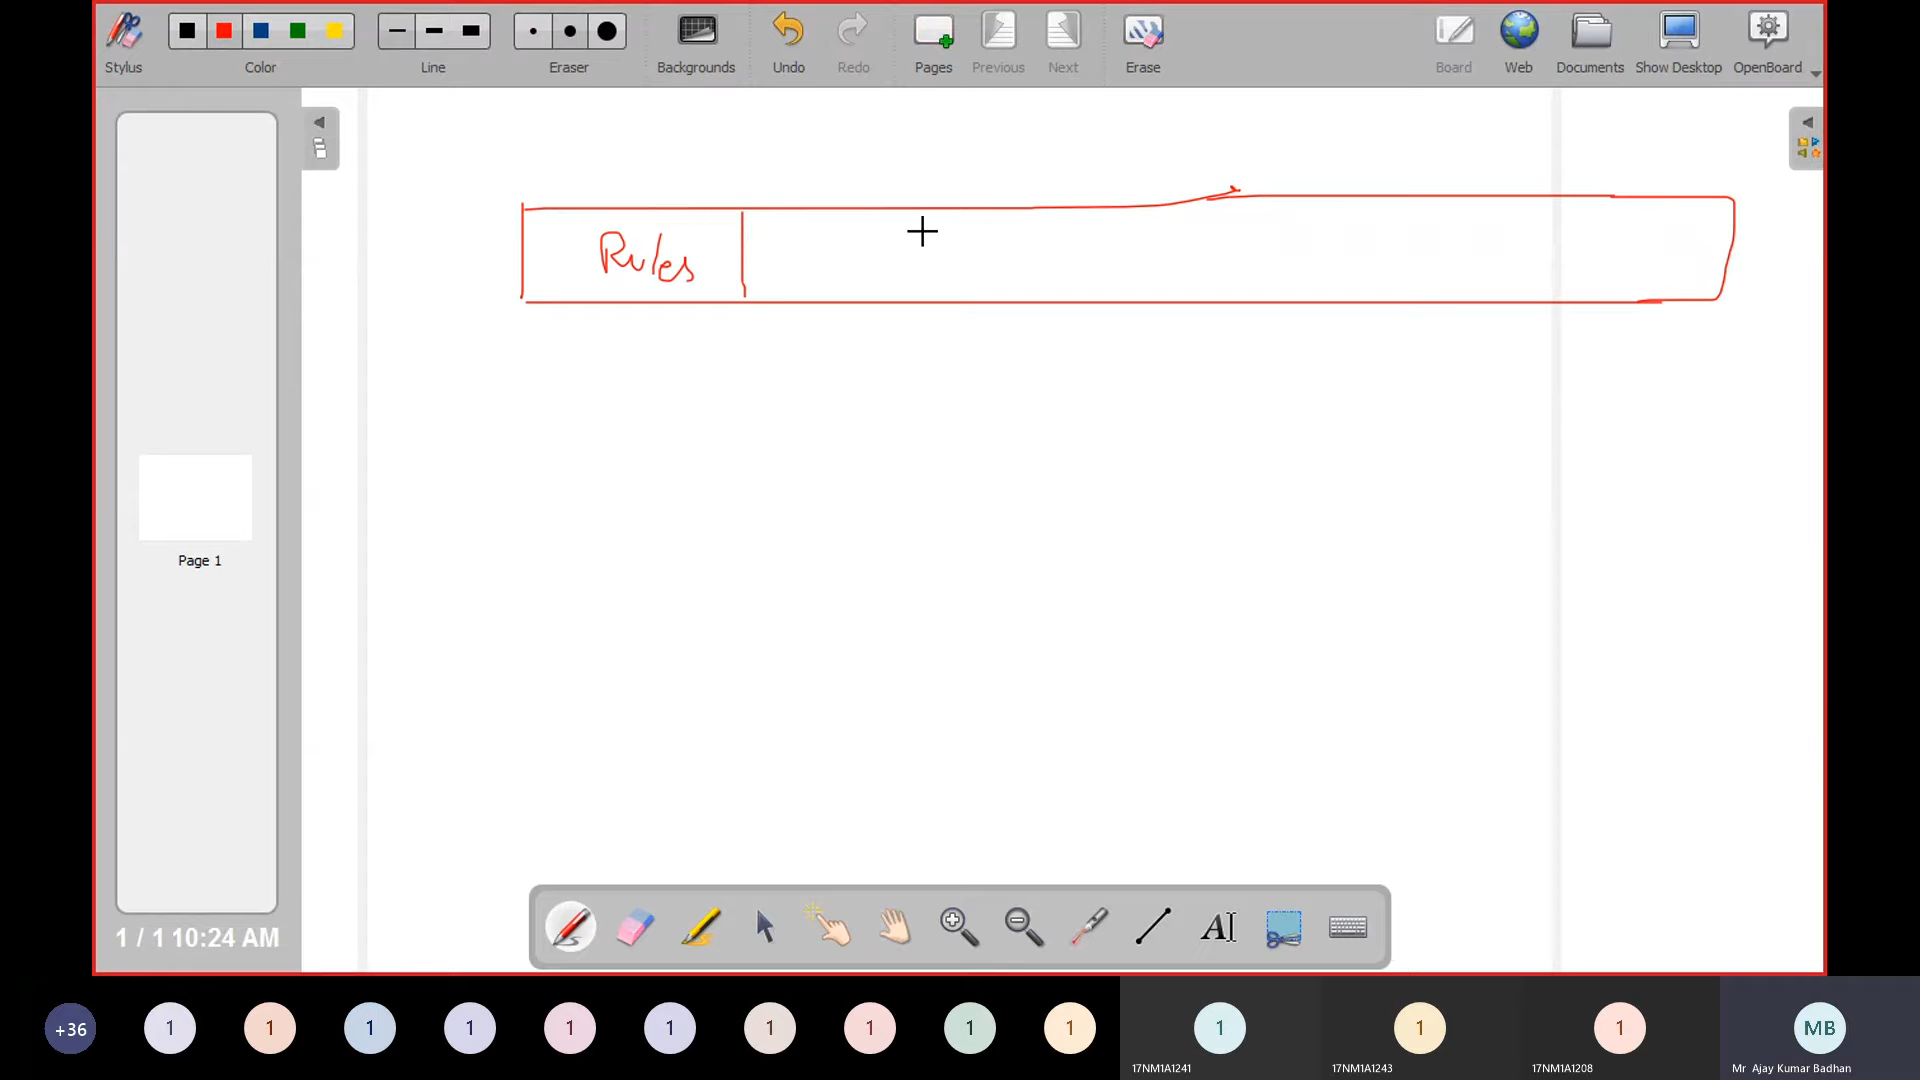 Stylus
Color
Line
Eraser
Backgrounds
Undo
Redo
Pages
Previous
Next
Erase
Board
Web
Documents
Show Desktop
OpenBoard
Rules
Page 1
1 / 1 10:24 AM
AI
+36
1
1
1
1
1
1
1
1
1
1
1
1
1
MB
17NM1A1241
17NM1A1243
17NM1A1208
Mr Ajay Kumar Badhan